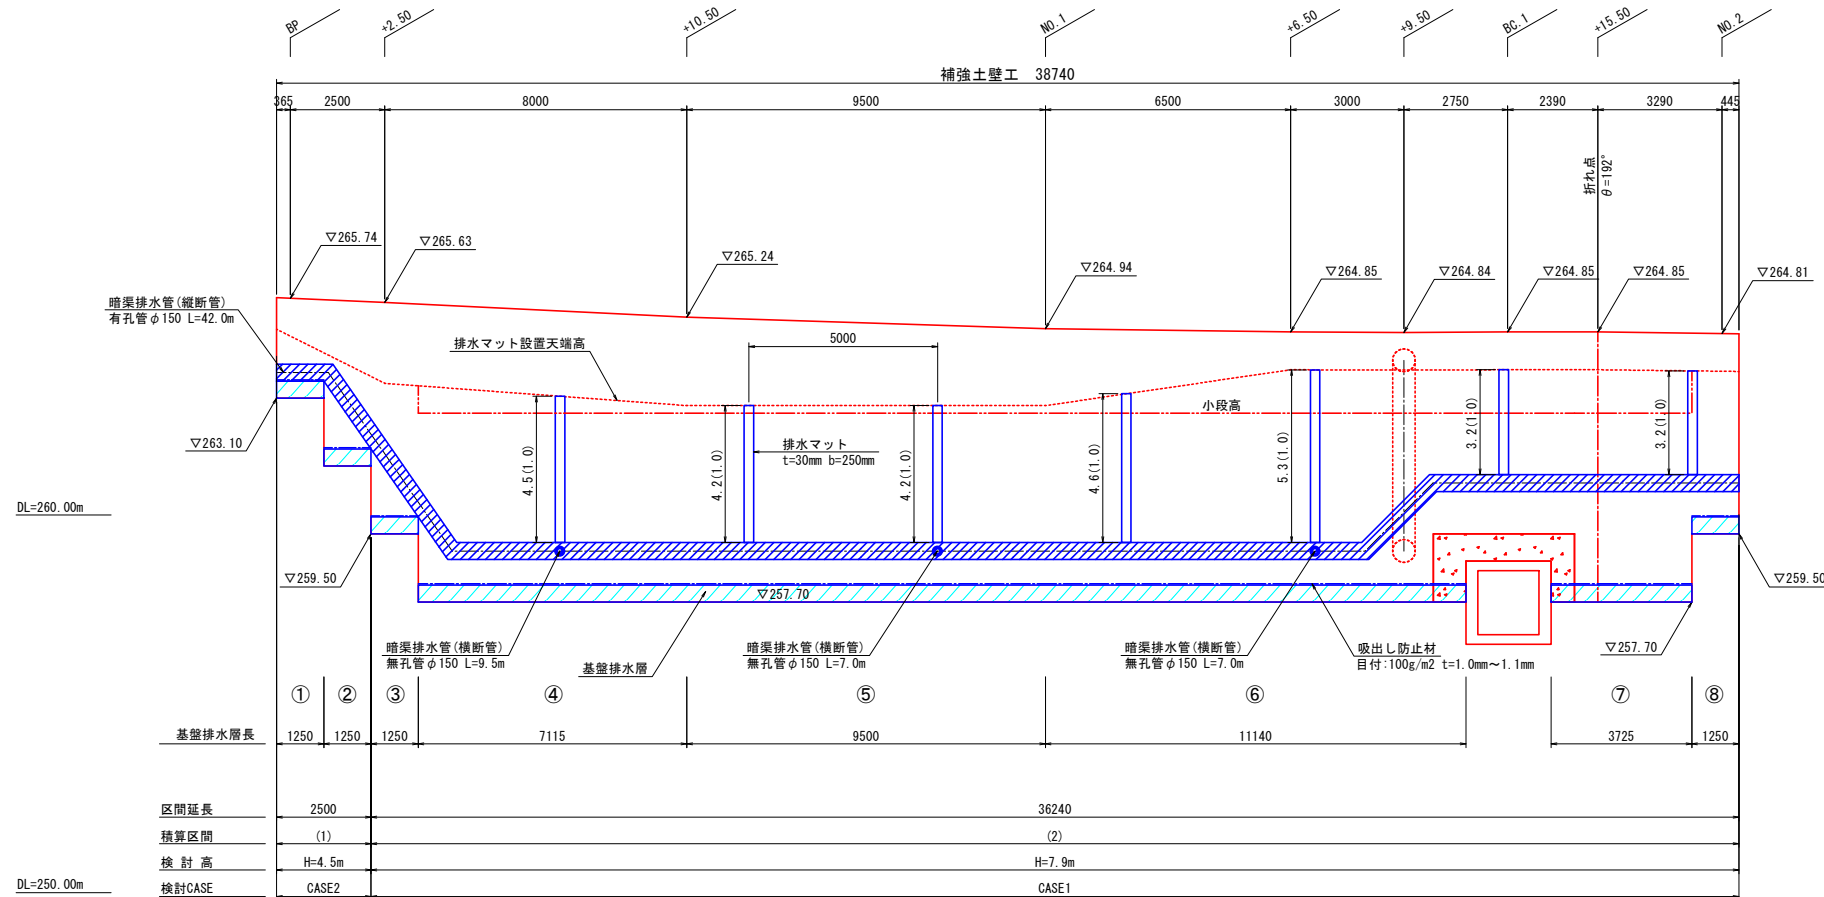 BP
+2.50
+10.50
NO.1
+6.50
+9.50
BC.1
+15.50
NO.2
補強土壁工 38740
365
2500
8000
9500
6500
3000
2750
2390
3290
445
折れ点
θ=192°
▽265.74
▽265.63
▽265.24
▽264.94
▽264.85
▽264.84
▽264.85
▽264.85
▽264.81
暗渠排水管(縦断管)
有孔管φ150 L=42.0m
排水マット設置天端高
5000
小段高
▽263.10
排水マット
t=30mm b=250mm
4.5(1.0)
4.2(1.0)
4.2(1.0)
4.6(1.0)
5.3(1.0)
3.2(1.0)
3.2(1.0)
DL=260.00m
▽259.50
▽257.70
▽259.50
暗渠排水管(横断管)
無孔管φ150 L=9.5m
基盤排水層
暗渠排水管(横断管)
無孔管φ150 L=7.0m
暗渠排水管(横断管)
無孔管φ150 L=7.0m
吸出し防止材
目付:100g/m2 t=1.0mm～1.1mm
▽257.70
① ② ③ ④ ⑤ ⑥ ⑦ ⑧
基盤排水層長 1250 1250 1250 7115 9500 11140 3725 1250
区間延長 2500 36240
積算区間 (1) (2)
検討高 H=4.5m H=7.9m
DL=250.00m
検討CASE CASE2 CASE1